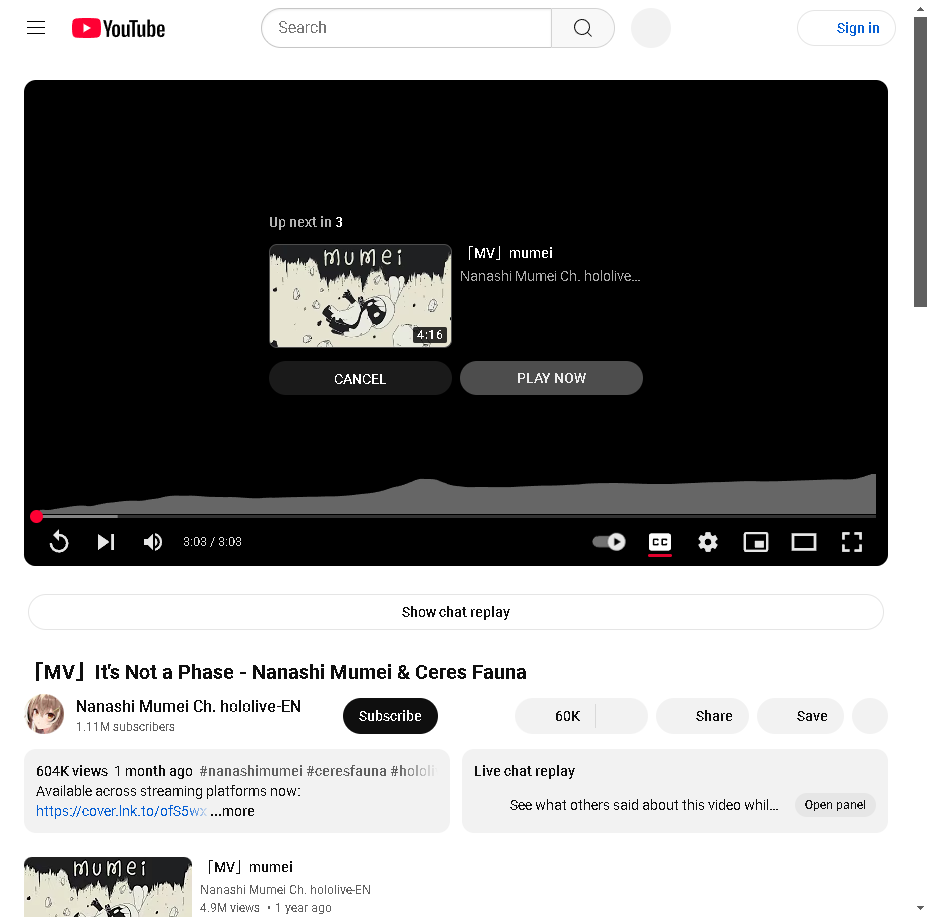 YouTube
Search
Sign in
Up next in 3
mumei
4:16
「MV」mumei
Nanashi Mumei Ch. hololive...
CANCEL
PLAY NOW
3:03 / 3:03
CC
Show chat replay
「MV」It's Not a Phase - Nanashi Mumei & Ceres Fauna
Nanashi Mumei Ch. hololive-EN
1.11M subscribers
Subscribe
60K
Share
Save
604K views 1 month ago #nanashimumei #ceresfauna #hololi
Available across streaming platforms now:
https://cover.lnk.to/ofS5wx ...more
Live chat replay
See what others said about this video whil...
Open panel
mumei
「MV」mumei
Nanashi Mumei Ch. hololive-EN
4.9M views • 1 year ago